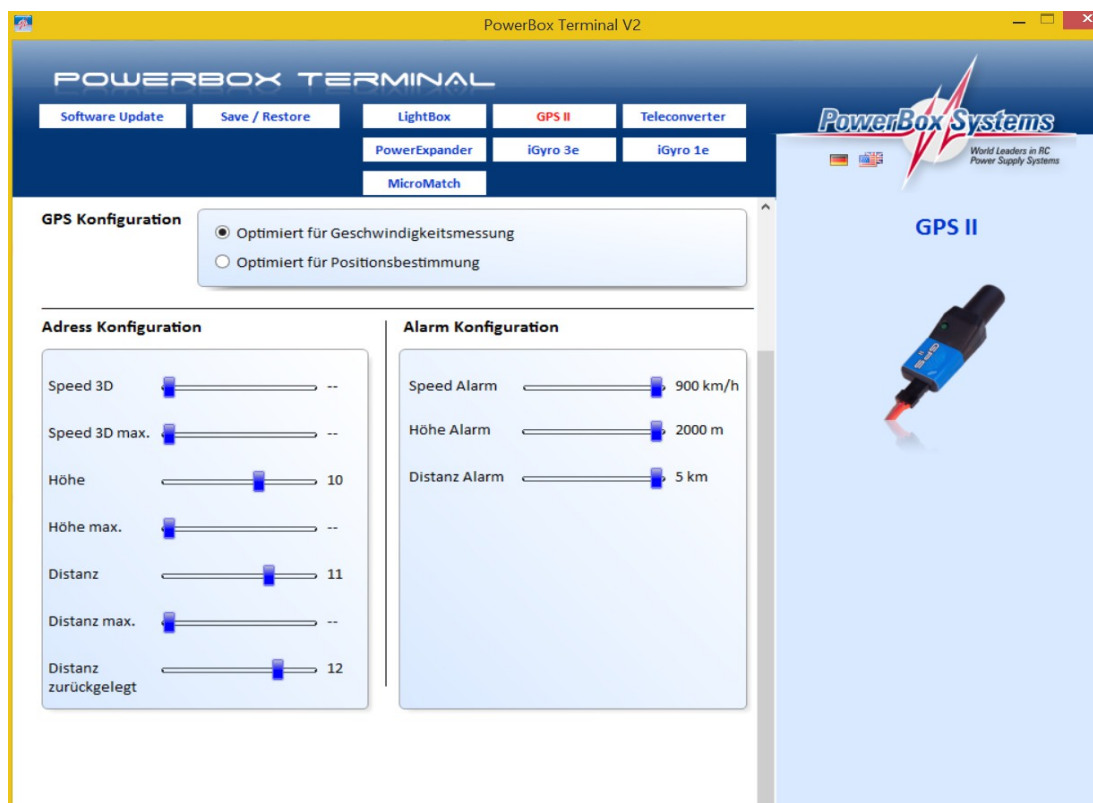 PowerBox Terminal V2
POWERBOX TERMINAL
Software Update
Save / Restore
LightBox
GPS II
Teleconverter
PowerExpander
iGyro 3e
iGyro 1e
MicroMatch
PowerBox Systems
World Leaders in RC
Power Supply Systems
GPS II
GPS II
GPS Konfiguration
Optimiert für Geschwindigkeitsmessung
Optimiert für Positionsbestimmung
Adress Konfiguration
Speed 3D --
Speed 3D max. --
Höhe 10
Höhe max. --
Distanz 11
Distanz max. --
Distanz 12
zurückgelegt
Alarm Konfiguration
Speed Alarm 900 km/h
Höhe Alarm 2000 m
Distanz Alarm 5 km